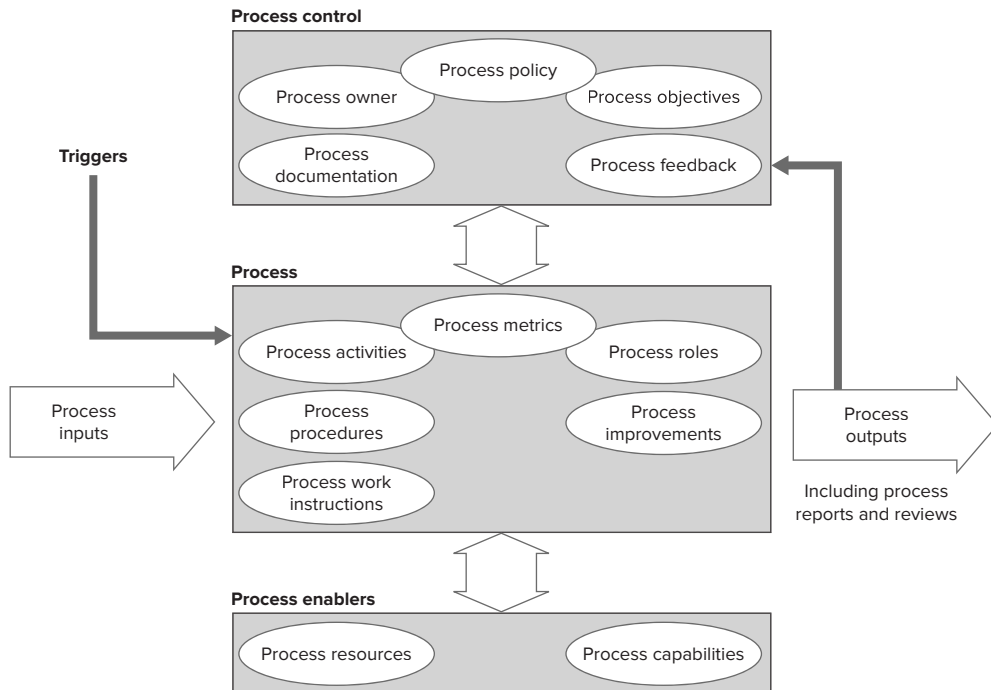 Process control
Process policy
Process owner
Process objectives
Process
documentation
Process feedback
Triggers
Process
Process metrics
Process activities
Process roles
Process
procedures
Process
improvements
Process work
instructions
Process
inputs
Process
outputs
Including process
reports and reviews
Process enablers
Process resources
Process capabilities